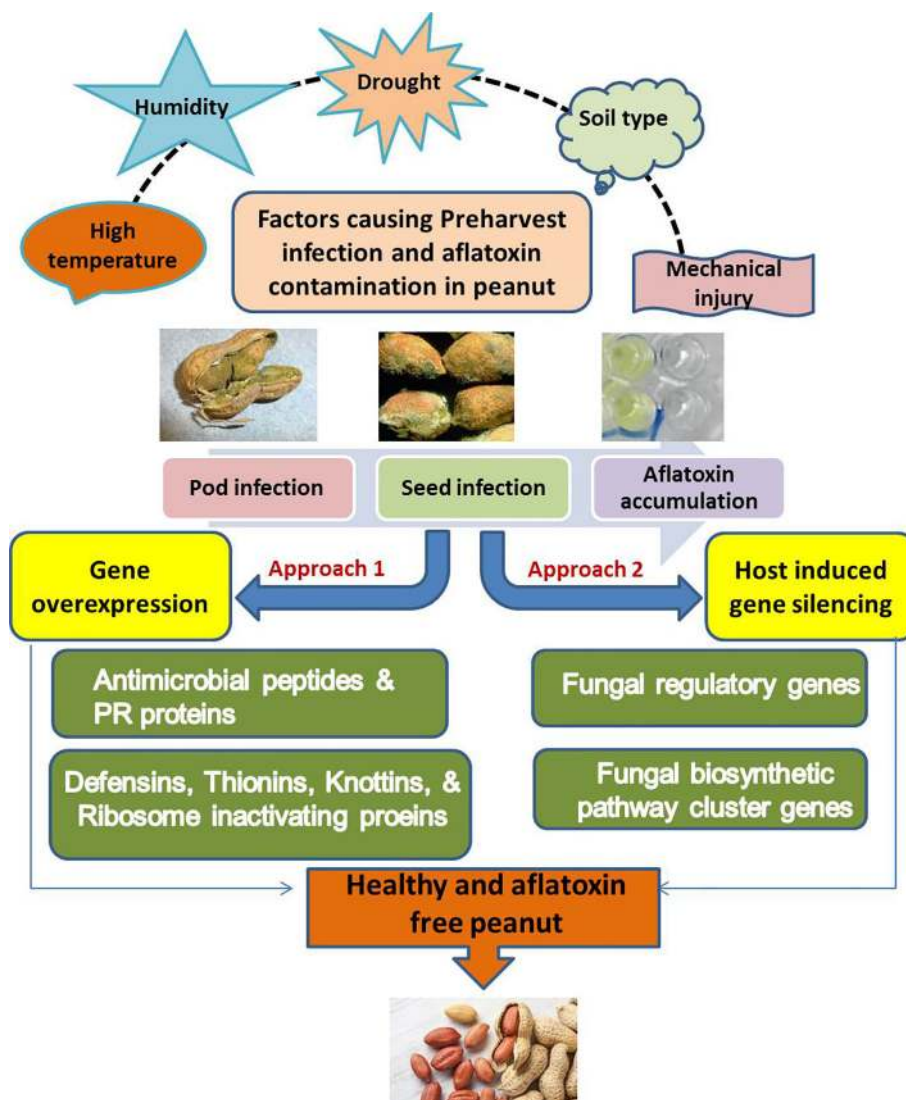 Drought
Humidity
Soil type
High
temperature
Factors causing Preharvest
infection and aflatoxin
contamination in peanut
Mechanical
injury
Pod infection
Seed infection
Aflatoxin
accumulation
Gene
overexpression
Approach 1
Approach 2
Host induced
gene silencing
Antimicrobial peptides &
PR proteins
Defensins, Thionins, Knottins, &
Ribosome inactivating proeins
Fungal regulatory genes
Fungal biosynthetic
pathway cluster genes
Healthy and aflatoxin
free peanut